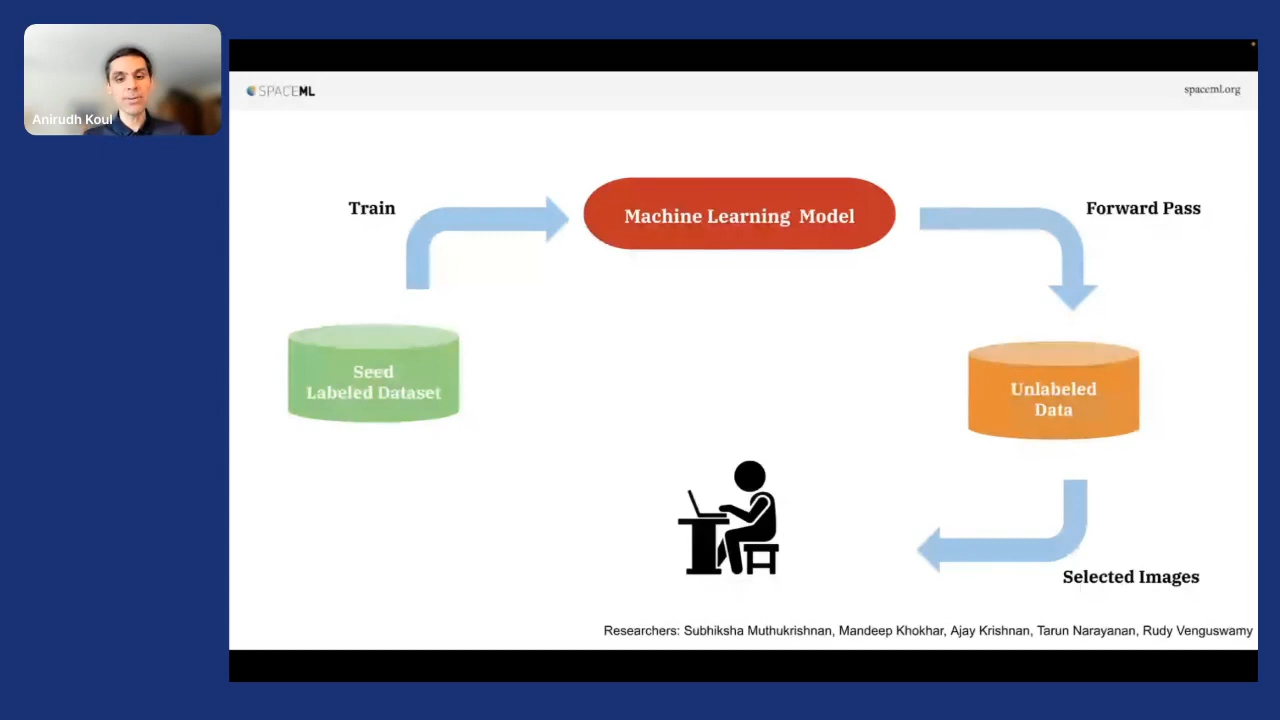 Anirudh Koul
SPACEML
spaceml.org
Train
Machine Learning Model
Forward Pass
Seed
Labeled Dataset
Unlabeled
Data
Selected Images
Researchers: Subhiksha Muthukrishnan, Mandeep Khokhar, Ajay Krishnan, Tarun Narayanan, Rudy Venguswamy